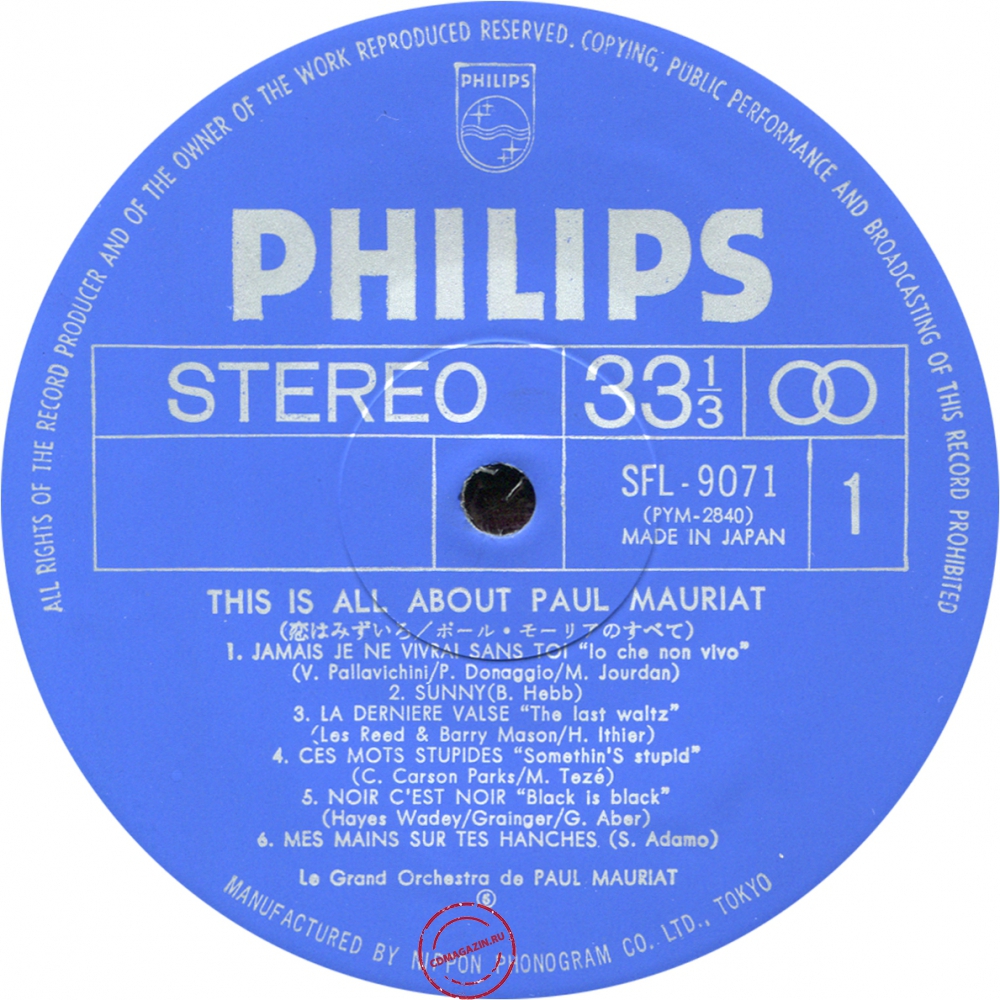 ALL RIGHTS OF THE RECORD PRODUCER AND OF THE OWNER OF THE WORK REPRODUCED RESERVED. COPYING, PUBLIC PERFORMANCE AND BROADCASTING OF THIS RECORD PROHIBITED
PHILIPS
PHILIPS
STEREO 33 1/3
SFL-9071 1
(PYM-2840)
MADE IN JAPAN
THIS IS ALL ABOUT PAUL MAURIAT
(恋はみずいろ/ポール・モーリアのすべて)
1. JAMAIS JE NE VIVRAI SANS TOI "Io che non vivo"
(V. Pallavichini/P. Donaggio/M. Jourdan)
2. SUNNY(B. Hebb)
3. LA DERNIERE VALSE "The last waltz"
(Les Reed & Barry Mason/H. Ithier)
4. CES MOTS STUPIDES "Somethin'S stupid"
(C. Carson Parks/M. Tezé)
5. NOIR C'EST NOIR "Black is black"
(Hayes Wadey/Grainger/G. Aber)
6. MES MAINS SUR TES HANCHES (S. Adamo)
Le Grand Orchestra de PAUL MAURIAT
CDMAGAZIN.RU
MANUFACTURED BY NIPPON PHONOGRAM CO., LTD., TOKYO